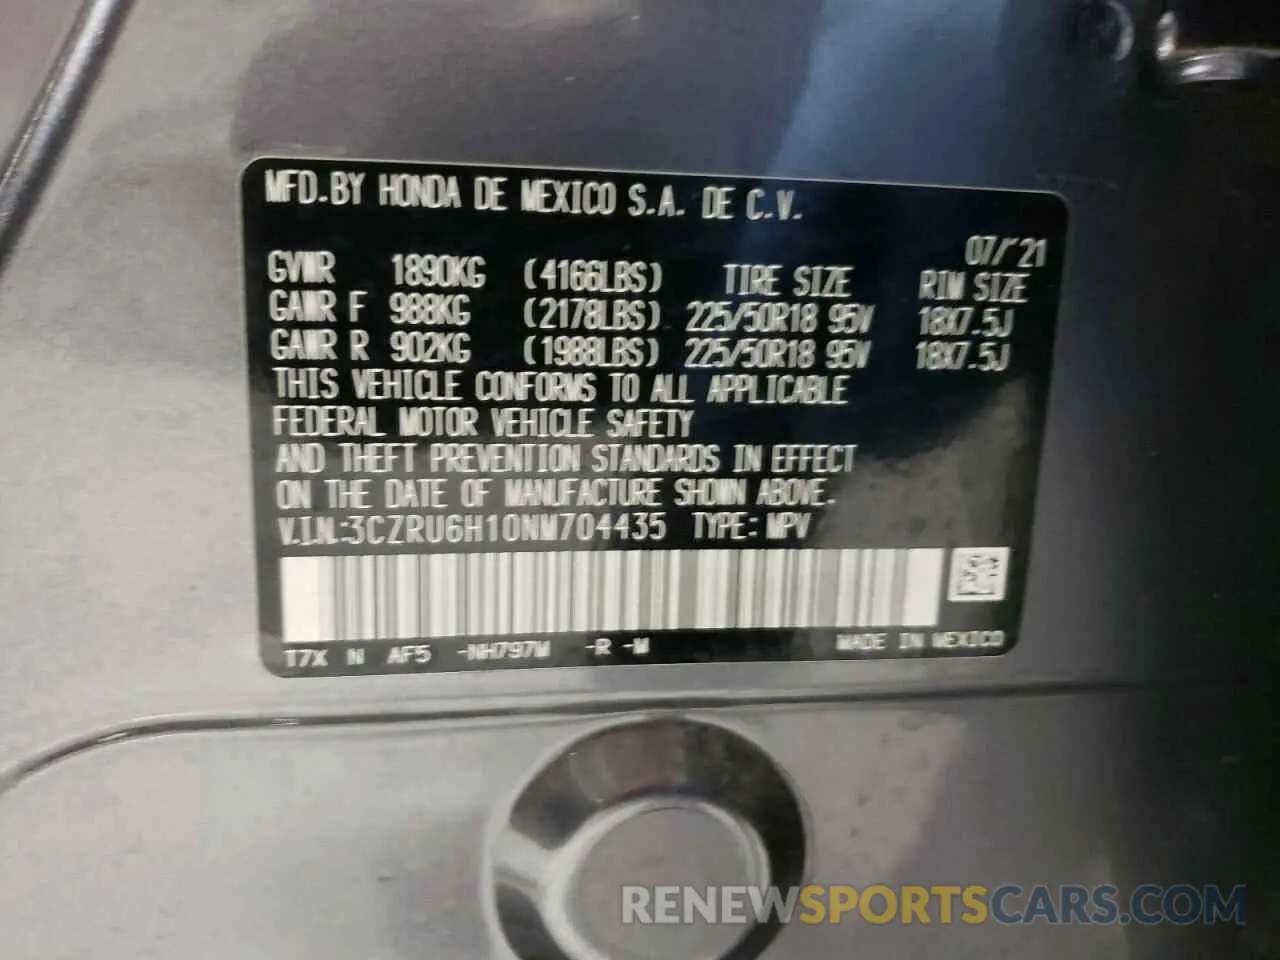 MFD.BY HONDA DE MEXICO S.A. DE C.V.
07/'21
GVWR 1890KG (4166LBS) TIRE SIZE RIM SIZE
GAWR F 988KG (2178LBS) 225/50R18 95V 18X7.5J
GAWR R 902KG (1988LBS) 225/50R18 95V 18X7.5J
THIS VEHICLE CONFORMS TO ALL APPLICABLE
FEDERAL MOTOR VEHICLE SAFETY
AND THEFT PREVENTION STANDARDS IN EFFECT
ON THE DATE OF MANUFACTURE SHOWN ABOVE.
V.I.N.:3CZRU6H10NM704435 TYPE: MPV
T7X N AF5 -NH797M -R -M MADE IN MEXICO
RENEWSPORTSCARS.COM